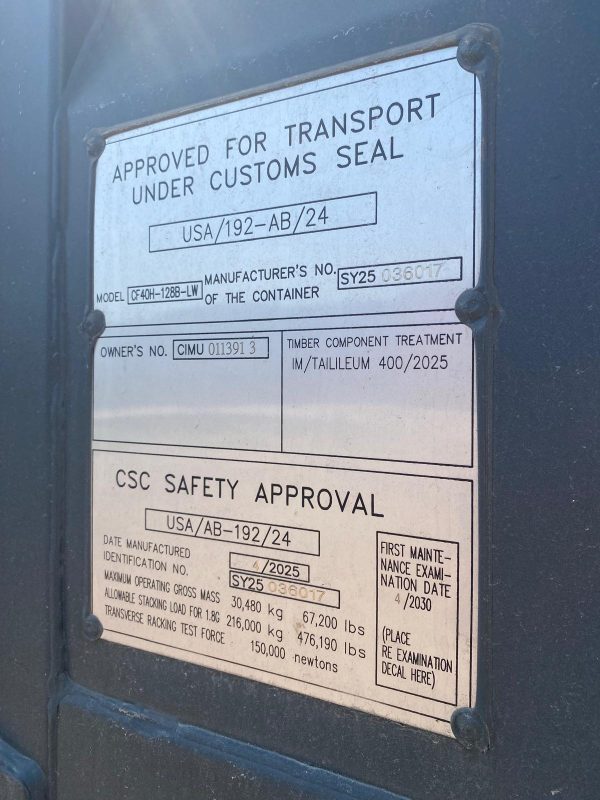 APPROVED FOR TRANSPORT
UNDER CUSTOMS SEAL
USA/192-AB/24
MODEL CF40H-128B-LW
MANUFACTURER'S NO.
OF THE CONTAINER
SY25 036017
OWNER'S NO. CIMU 011391 3
TIMBER COMPONENT TREATMENT
IM/TAILILEUM 400/2025
CSC SAFETY APPROVAL
USA/AB-192/24
DATE MANUFACTURED 4/2025
IDENTIFICATION NO. SY25 036017
MAXIMUM OPERATING GROSS MASS 30,480 kg 67,200 lbs
ALLOWABLE STACKING LOAD FOR 1.8G 216,000 kg 476,190 lbs
TRANSVERSE RACKING TEST FORCE 150,000 newtons
FIRST MAINTE-
NANCE EXAMI-
NATION DATE
4/2030
(PLACE
RE EXAMINATION
DECAL HERE)